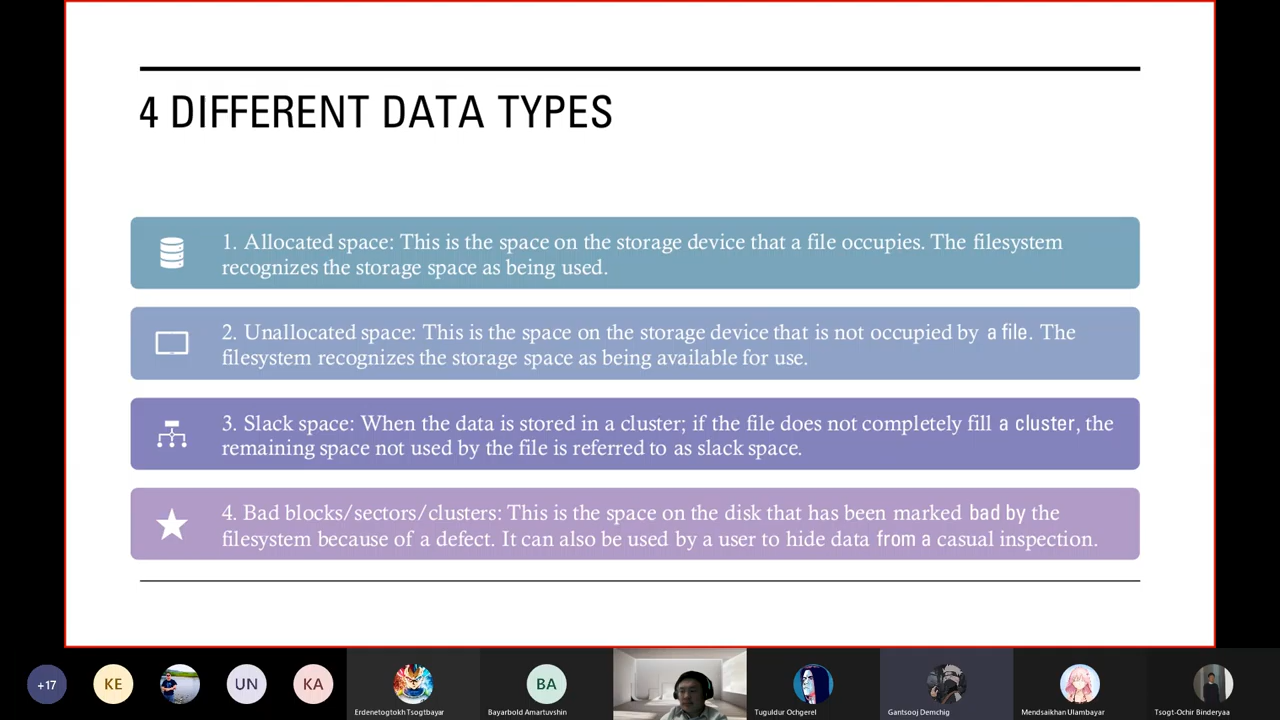 4 DIFFERENT DATA TYPES
1. Allocated space: This is the space on the storage device that a file occupies. The filesystem
recognizes the storage space as being used.
2. Unallocated space: This is the space on the storage device that is not occupied by a file. The
filesystem recognizes the storage space as being available for use.
3. Slack space: When the data is stored in a cluster; if the file does not completely fill a cluster, the
remaining space not used by the file is referred to as slack space.
4. Bad blocks/sectors/clusters: This is the space on the disk that has been marked bad by the
filesystem because of a defect. It can also be used by a user to hide data from a casual inspection.
+17
KE
UN
KA
Erdenetogtokh Tsogtbayar
BA
Bayarbold Amartuvshin
Tuguldur Ochgerel
Gantsooj Demchig
Mendsaikhan Ulambayar
Tsogt-Ochir Binderyaa